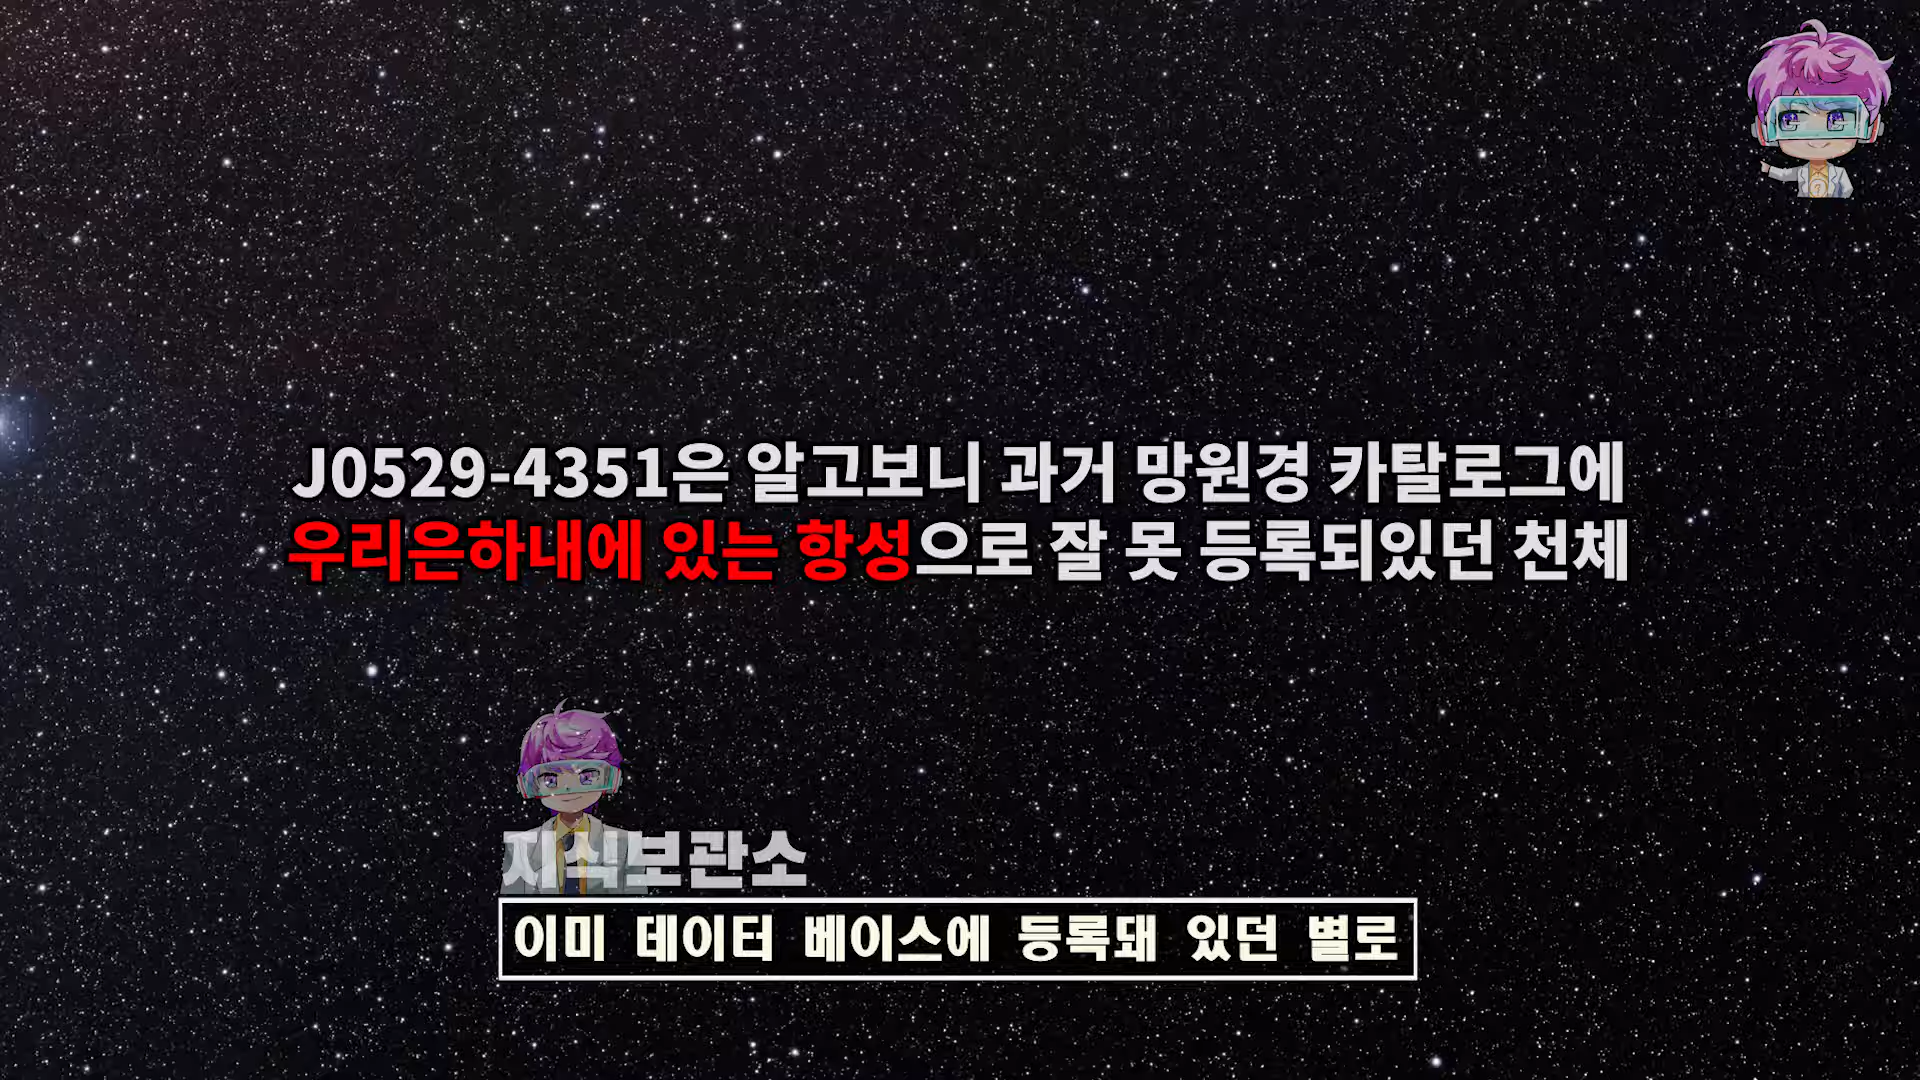 J0529-4351은 알고보니 과거 망원경 카탈로그에
우리은하내에 있는 항성으로 잘 못 등록되있던 천체
지식보관소
이미 데이터 베이스에 등록돼 있던 별로